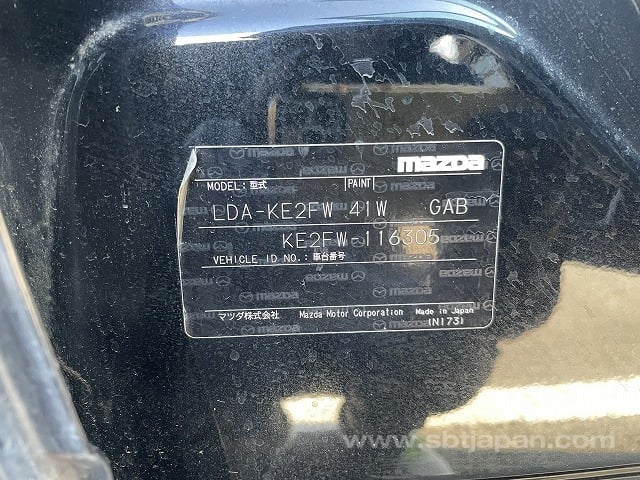 mazda
MODEL:型式 PAINT
LDA-KE2FW 41W GAB
KE2FW-116305
VEHICLE ID NO.:車台番号
マツダ株式会社 Mazda Motor Corporation Made in Japan
(N173)
www.sbtjapan.com